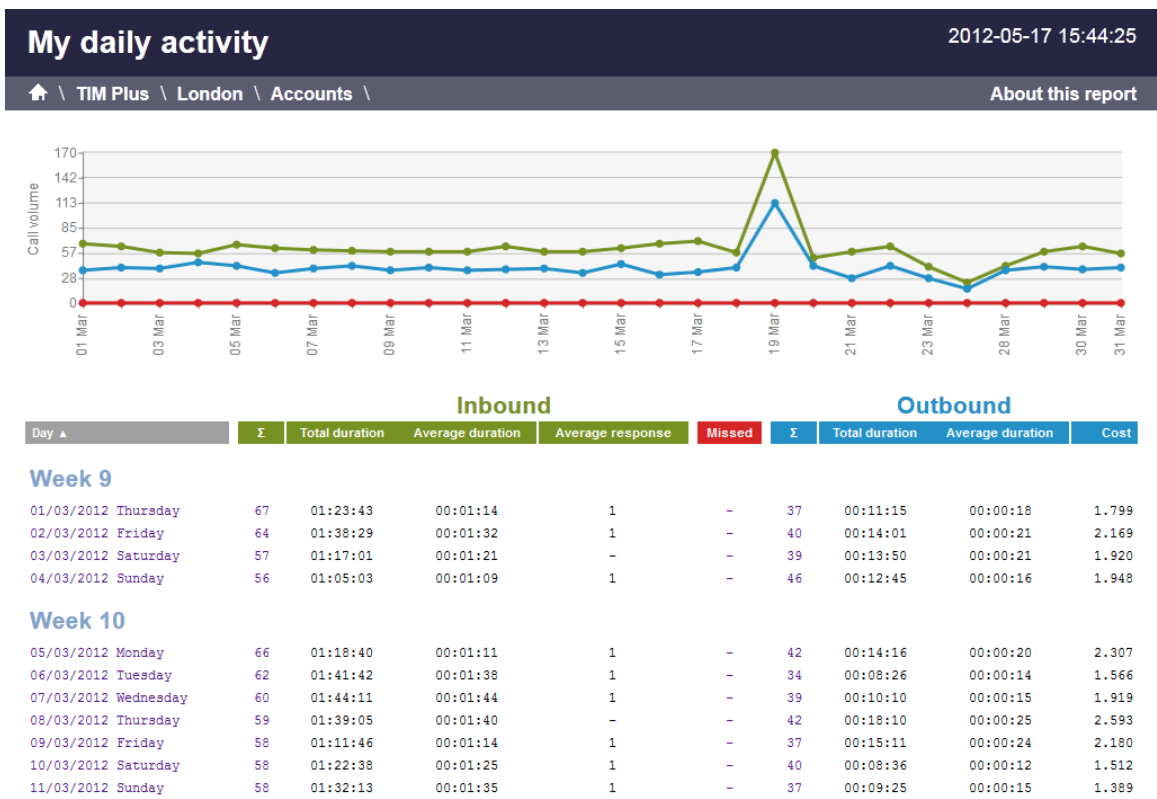 My daily activity 2012-05-17 15:44:25
\ TIM Plus \ London \ Accounts \ About this report
170
142
113
85
57
28
0
Call volume
01 Mar 03 Mar 05 Mar 07 Mar 09 Mar 11 Mar 13 Mar 15 Mar 17 Mar 19 Mar 21 Mar 23 Mar 28 Mar 30 Mar 31 Mar
Inbound Outbound
Day ▲ Σ Total duration Average duration Average response Missed Σ Total duration Average duration Cost
Week 9
01/03/2012 Thursday 67 01:23:43 00:01:14 1 – 37 00:11:15 00:00:18 1.799
02/03/2012 Friday 64 01:38:29 00:01:32 1 – 40 00:14:01 00:00:21 2.169
03/03/2012 Saturday 57 01:17:01 00:01:21 – – 39 00:13:50 00:00:21 1.920
04/03/2012 Sunday 56 01:05:03 00:01:09 1 – 46 00:12:45 00:00:16 1.948
Week 10
05/03/2012 Monday 66 01:18:40 00:01:11 1 – 42 00:14:16 00:00:20 2.307
06/03/2012 Tuesday 62 01:41:42 00:01:38 1 – 34 00:08:26 00:00:14 1.566
07/03/2012 Wednesday 60 01:44:11 00:01:44 1 – 39 00:10:10 00:00:15 1.919
08/03/2012 Thursday 59 01:39:05 00:01:40 – – 42 00:18:10 00:00:25 2.593
09/03/2012 Friday 58 01:11:46 00:01:14 1 – 37 00:15:11 00:00:24 2.180
10/03/2012 Saturday 58 01:22:38 00:01:25 1 – 40 00:08:36 00:00:12 1.512
11/03/2012 Sunday 58 01:32:13 00:01:35 1 – 37 00:09:25 00:00:15 1.389